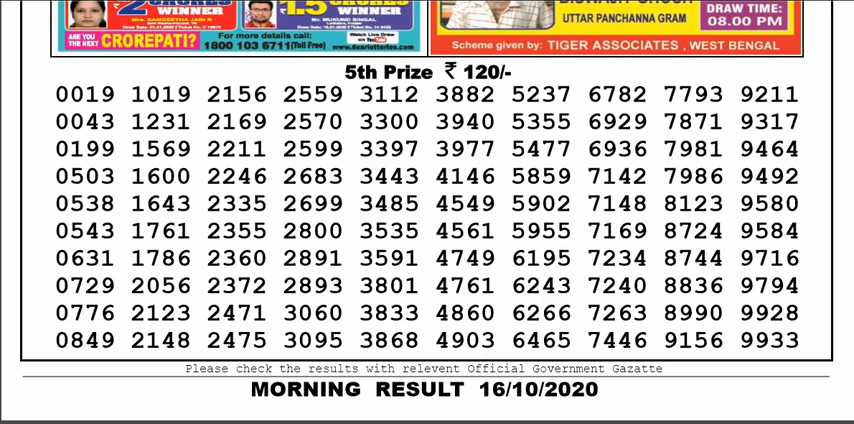 2 CRORES
WINNER
Mrs. SANGEETHA JAIN R
1.5 CRORES
WINNER
Mr. MUKUND SINGAL
UTTAR PANCHANNA GRAM
DRAW TIME:
08.00 PM
ARE YOU THE NEXT CROREPATI?
For more details call:
1800 103 6711(Toll Free)
Watch Live Draw
on You
www.dearlotteries.com
Scheme given by: TIGER ASSOCIATES , WEST BENGAL
5th Prize ₹ 120/-
0019 1019 2156 2559 3112 3882 5237 6782 7793 9211
0043 1231 2169 2570 3300 3940 5355 6929 7871 9317
0199 1569 2211 2599 3397 3977 5477 6936 7981 9464
0503 1600 2246 2683 3443 4146 5859 7142 7986 9492
0538 1643 2335 2699 3485 4549 5902 7148 8123 9580
0543 1761 2355 2800 3535 4561 5955 7169 8724 9584
0631 1786 2360 2891 3591 4749 6195 7234 8744 9716
0729 2056 2372 2893 3801 4761 6243 7240 8836 9794
0776 2123 2471 3060 3833 4860 6266 7263 8990 9928
0849 2148 2475 3095 3868 4903 6465 7446 9156 9933
Please check the results with relevent Official Government Gazatte
MORNING RESULT 16/10/2020